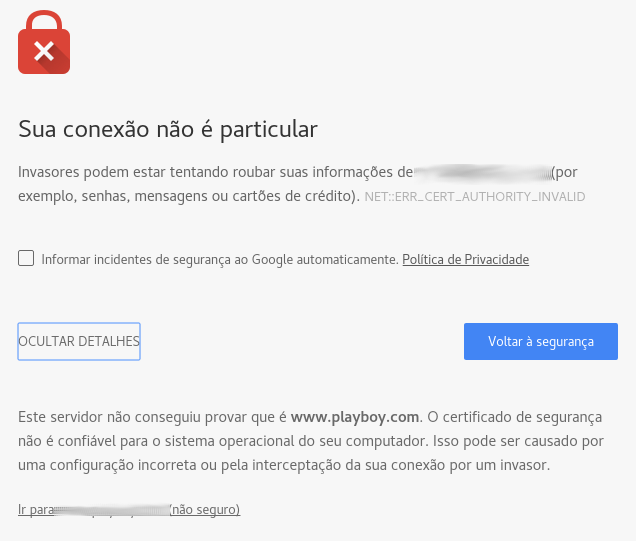 Sua conexão não é particular
Invasores podem estar tentando roubar suas informações de (por
exemplo, senhas, mensagens ou cartões de crédito). NET::ERR_CERT_AUTHORITY_INVALID
Informar incidentes de segurança ao Google automaticamente. Política de Privacidade
OCULTAR DETALHES
Voltar à segurança
Este servidor não conseguiu provar que é www.playboy.com. O certificado de segurança
não é confiável para o sistema operacional do seu computador. Isso pode ser causado por
uma configuração incorreta ou pela interceptação da sua conexão por um invasor.
Ir para (não seguro)